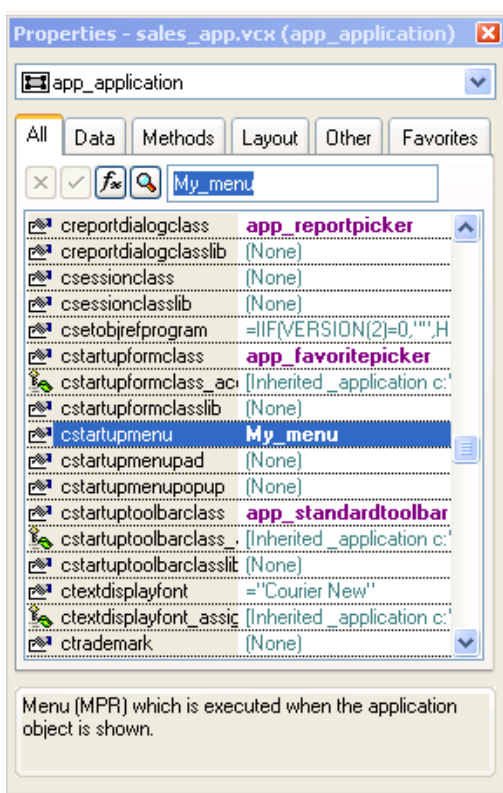 Properties - sales_app.vcx (app_application)
app_application
All Data Methods Layout Other Favorites
My_menu
creportdialogclass app_reportpicker
creportdialogclasslib (None)
csessionclass (None)
csessionclasslib (None)
csetobjrefprogram =IIF(VERSION(2)=0,"",H
cstartupformclass app_favoritepicker
cstartupformclass_acc [Inherited _application c:\
cstartupformclasslib (None)
cstartupmenu My_menu
cstartupmenupad (None)
cstartupmenupopup (None)
cstartuptoolbarclass app_standardtoolbar
cstartuptoolbarclass_ [Inherited _application c:\
cstartuptoolbarclasslib (None)
ctextdisplayfont ="Courier New"
ctextdisplayfont_assig [Inherited _application c:\
ctrademark (None)
Menu (MPR) which is executed when the application
object is shown.